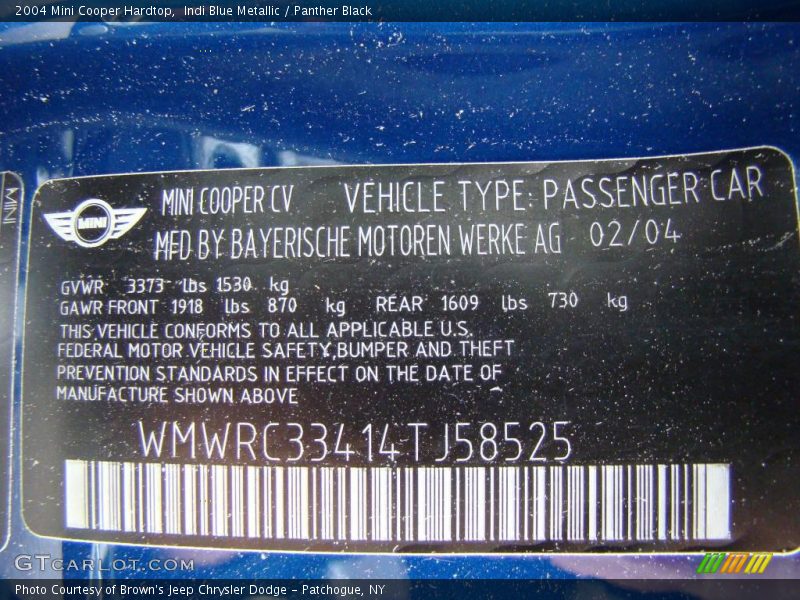 2004 Mini Cooper Hardtop, Indi Blue Metallic / Panther Black
MINI
MINI
MINI COOPER CV VEHICLE TYPE: PASSENGER CAR
MFD BY BAYERISCHE MOTOREN WERKE AG 02/04
GVWR 3373 lbs 1530 kg
GAWR FRONT 1918 lbs 870 kg REAR 1609 lbs 730 kg
THIS VEHICLE CONFORMS TO ALL APPLICABLE U.S.
FEDERAL MOTOR VEHICLE SAFETY,BUMPER AND THEFT
PREVENTION STANDARDS IN EFFECT ON THE DATE OF
MANUFACTURE SHOWN ABOVE
WMWRC33414TJ58525
GTcarlot.com
Photo Courtesy of Brown's Jeep Chrysler Dodge – Patchogue, NY